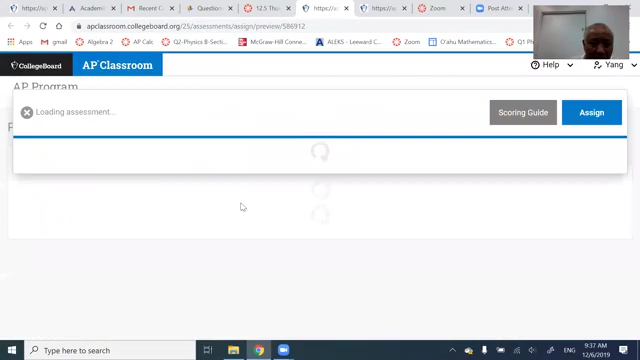 https://ac
Academic
Recent C
Question
12.5 Thu
https://a
https://ap
Zoom
Post Atte
apclassroom.collegeboard.org/25/assessments/assign/preview/586912
Apps
gmail
Algebra 2
AP Calc
Q2-Physics B-Secti
McGraw-Hill Conne
ALEKS
Zoom
O'ahu Mathematics
Q1 Ph
CollegeBoard
AP Classroom
Help
Yang
AP Program
Loading assessment...
Scoring Guide
Assign
Type here to search
ENG
9:37 AM
12/6/2019